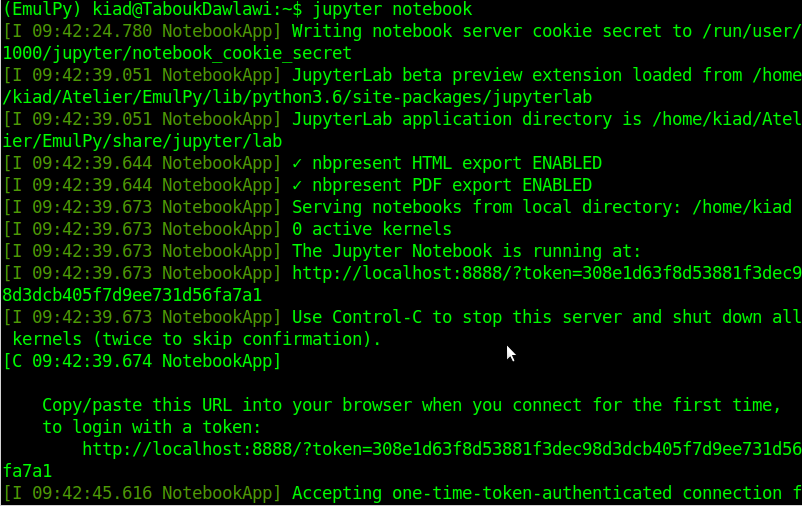 (EmulPy) kiad@TaboukDawlawi:~$ jupyter notebook
[I 09:42:24.780 NotebookApp] Writing notebook server cookie secret to /run/user/
1000/jupyter/notebook_cookie_secret
[I 09:42:39.051 NotebookApp] JupyterLab beta preview extension loaded from /home
/kiad/Atelier/EmulPy/lib/python3.6/site-packages/jupyterlab
[I 09:42:39.051 NotebookApp] JupyterLab application directory is /home/kiad/Atel
ier/EmulPy/share/jupyter/lab
[I 09:42:39.644 NotebookApp] ✓ nbpresent HTML export ENABLED
[I 09:42:39.644 NotebookApp] ✓ nbpresent PDF export ENABLED
[I 09:42:39.673 NotebookApp] Serving notebooks from local directory: /home/kiad
[I 09:42:39.673 NotebookApp] 0 active kernels
[I 09:42:39.673 NotebookApp] The Jupyter Notebook is running at:
[I 09:42:39.673 NotebookApp] http://localhost:8888/?token=308e1d63f8d53881f3dec9
8d3dcb405f7d9ee731d56fa7a1
[I 09:42:39.673 NotebookApp] Use Control-C to stop this server and shut down all
 kernels (twice to skip confirmation).
[C 09:42:39.674 NotebookApp]
    Copy/paste this URL into your browser when you connect for the first time,
    to login with a token:
        http://localhost:8888/?token=308e1d63f8d53881f3dec98d3dcb405f7d9ee731d56
fa7a1
[I 09:42:45.616 NotebookApp] Accepting one-time-token-authenticated connection f